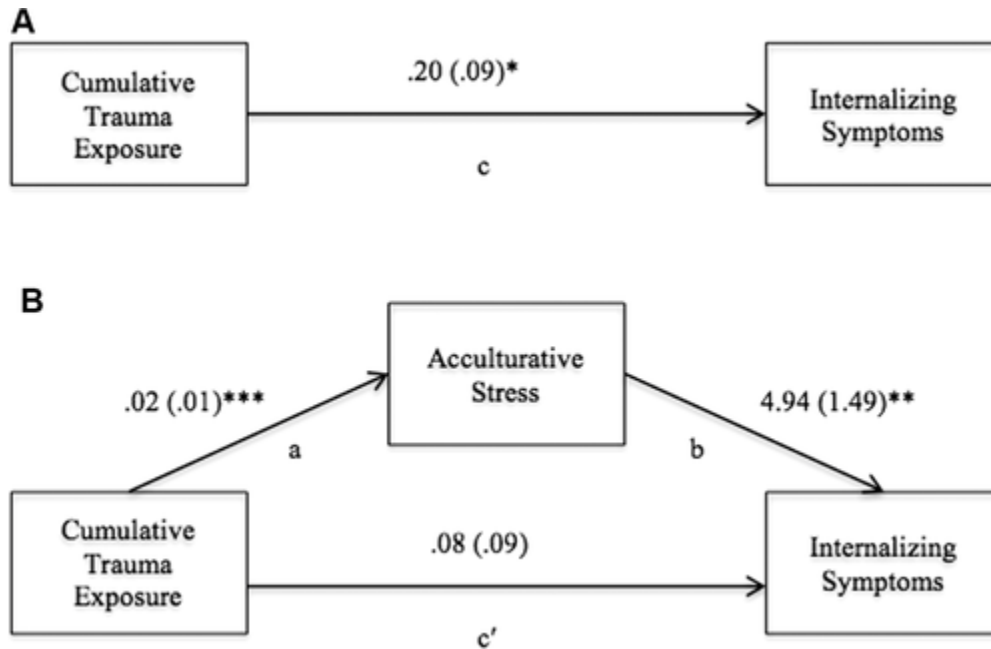 A
.20 (.09)*
Cumulative
Trauma
Exposure
Internalizing
Symptoms
c
B
Acculturative
Stress
.02 (.01)***
4.94 (1.49)**
a
b
Cumulative
Trauma
Exposure
.08 (.09)
Internalizing
Symptoms
c′